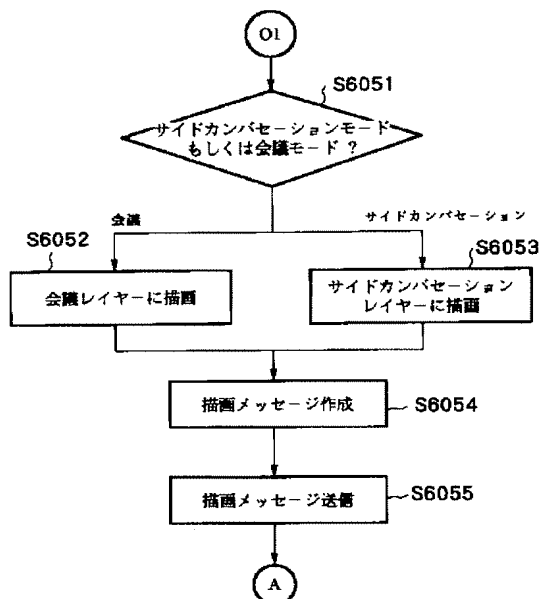 O1
S6051
サイドカンバセーションモード
もしくは会議モード ?
会議
サイドカンバセーション
S6052
S6053
会議レイヤーに描画
サイドカンバセーション
レイヤーに描画
描画メッセージ作成
S6054
描画メッセージ送信
S6055
A